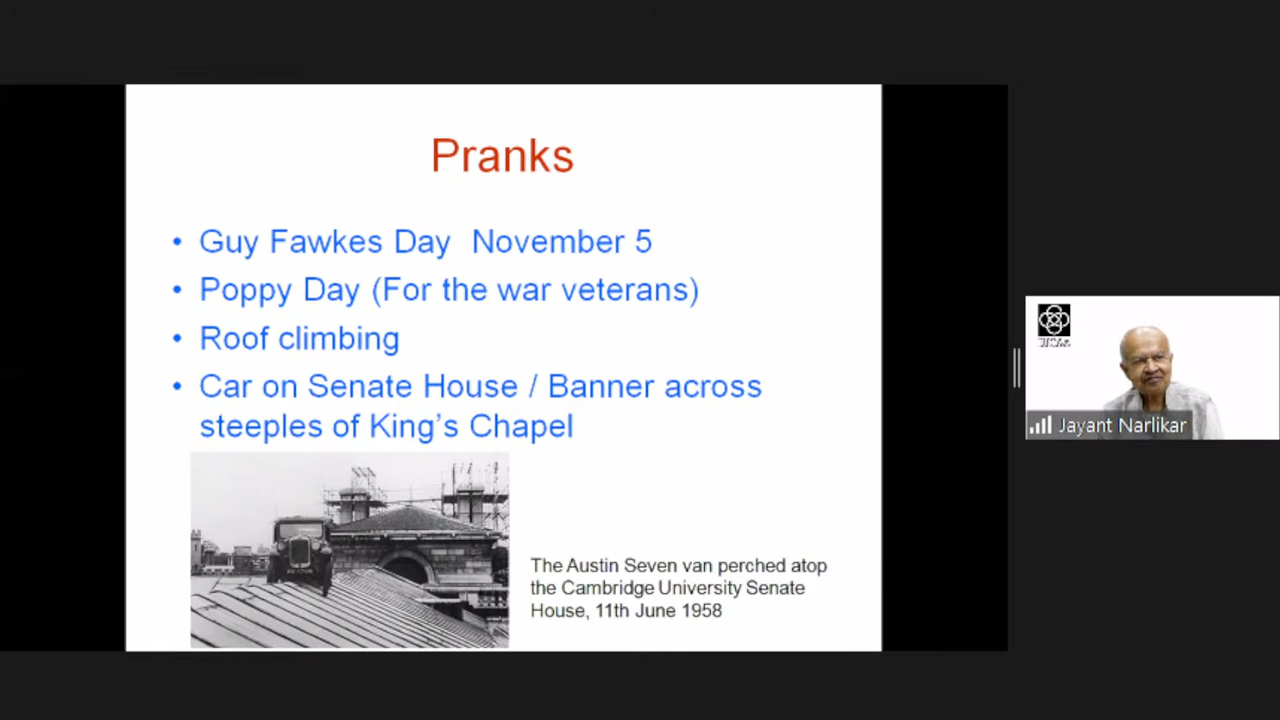 Pranks
• Guy Fawkes Day November 5
• Poppy Day (For the war veterans)
• Roof climbing
• Car on Senate House / Banner across
steeples of King's Chapel
The Austin Seven van perched atop
the Cambridge University Senate
House, 11th June 1958
Jayant Narlikar